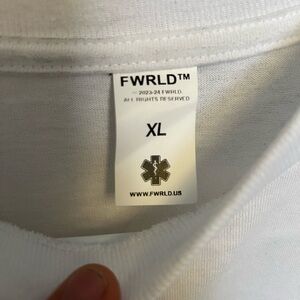 FWRLD™
— 2023-24 FWRLD.
ALL RIGHTS RESERVED
XL
WWW.FWRLD.US